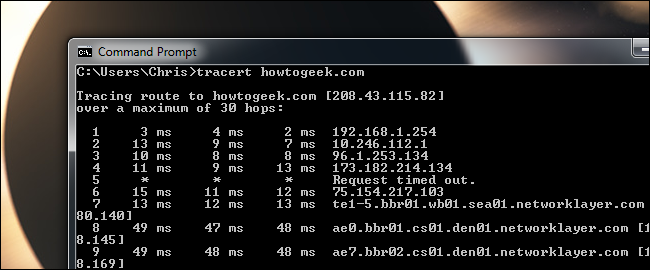 Command Prompt
C:\Users\Chris>tracert howtogeek.com
Tracing route to howtogeek.com [208.43.115.82]
over a maximum of 30 hops:
1 3 ms 4 ms 2 ms 192.168.1.254
2 13 ms 9 ms 7 ms 10.246.112.1
3 10 ms 8 ms 8 ms 96.1.253.134
4 11 ms 9 ms 13 ms 173.182.214.134
5 * * * Request timed out.
6 15 ms 11 ms 12 ms 75.154.217.103
7 13 ms 12 ms 13 ms te1-5.bbr01.wb01.sea01.networklayer.com
80.140]
8 49 ms 47 ms 48 ms ae0.bbr01.cs01.den01.networklayer.com [1
8.145]
9 49 ms 48 ms 48 ms ae7.bbr02.cs01.den01.networklayer.com [1
8.169]